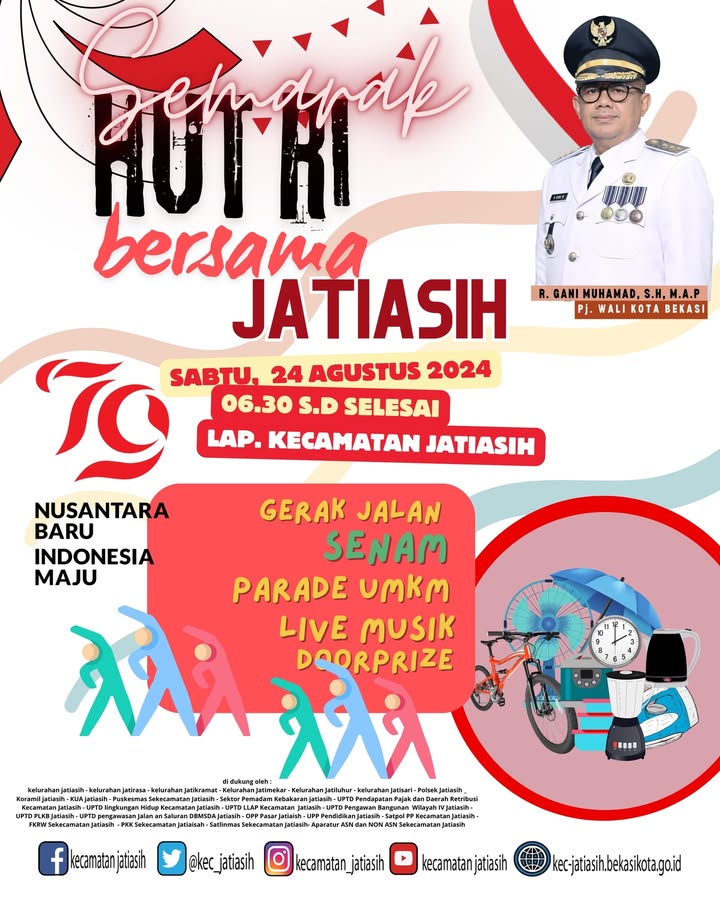 Semarak
HUT RI
bersama
JATIASIH
R. GANI MUHAMAD, S.H, M.A.P
Pj. WALI KOTA BEKASI
SABTU, 24 AGUSTUS 2024
06.30 S.D SELESAI
LAP. KECAMATAN JATIASIH
79
NUSANTARA
BARU
INDONESIA
MAJU
GERAK JALAN
SENAM
PARADE UMKM
LIVE MUSIK
DOORPRIZE
di dukung oleh :
kelurahan jatiasih - kelurahan jatirasa - kelurahan jatikramat - Kelurahan Jatimekar - Kelurahan Jatiluhur - kelurahan Jatisari - Polsek Jatiasih _
Koramil jatiasih - KUA jatiasih - Puskesmas Sekecamatan Jatiasih - Sektor Pemadam Kebakaran jatiasih - UPTD Pendapatan Pajak dan Daerah Retribusi
Kecamatan Jatiasih - UPTD lingkungan Hidup Kecamatan Jatiasih - UPTD LLAP Kecamatan Jatiasih - UPTD Pengawan Bangunan Wilayah IV Jatiasih -
UPTD PLKB Jatiasih - UPTD pengawasan Jalan an Saluran DBMSDA Jatiasih - OPP Pasar Jatiaish - UPP Pendidikan Jatiasih - Satpol PP Kecamatan Jatiasih -
FKRW Sekecamatan Jatiasih - PKK Sekecamatan Jatiaisah - Satlinmas Sekecamatan Jatiasih- Aparatur ASN dan NON ASN Sekecamatan Jatiasih
kecamatan jatiasih
@kec_jatiasih
kecamatan_jatiasih
kecamatan jatiasih
kec-jatiasih.bekasikota.go.id